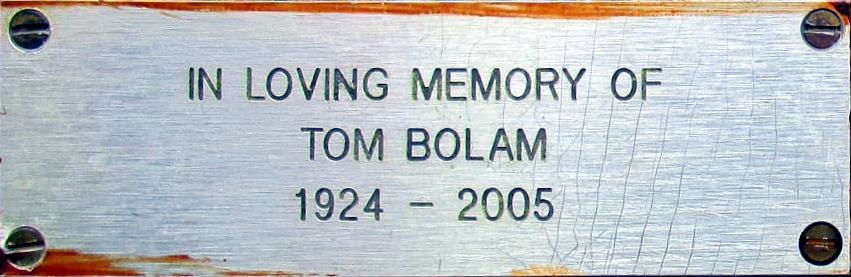 IN LOVING MEMORY OF
TOM BOLAM
1924 – 2005